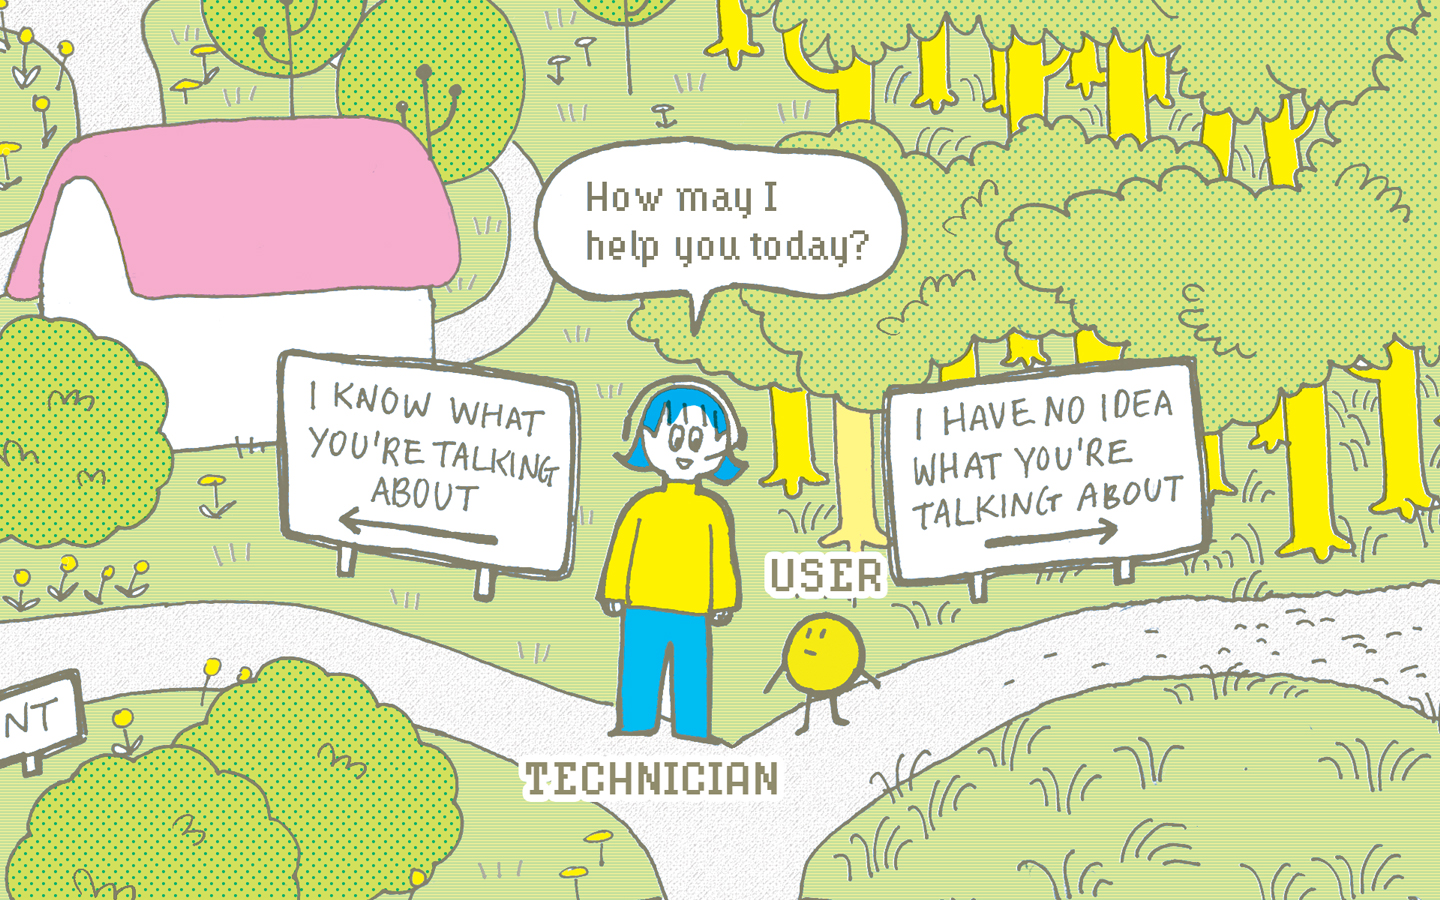 How may I
help you today?
I KNOW WHAT
YOU'RE TALKING
ABOUT
I HAVE NO IDEA
WHAT YOU'RE
TALKING ABOUT
USER
NT
TECHNICIAN